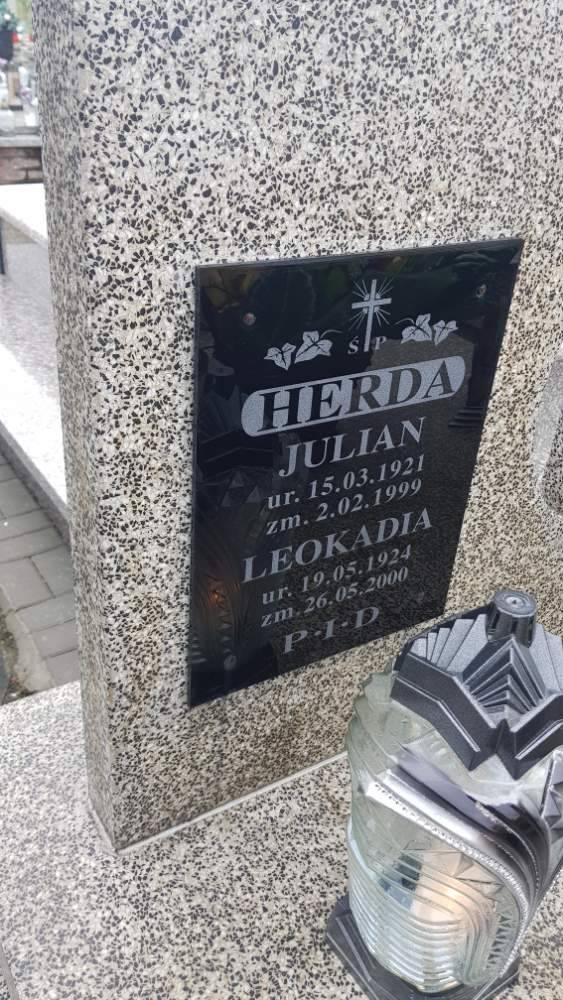 Ś P
HERDA
JULIAN
ur. 15.03.1921
zm. 2.02.1999
LEOKADIA
ur. 19.05.1924
zm. 26.05.2000
P·I·D